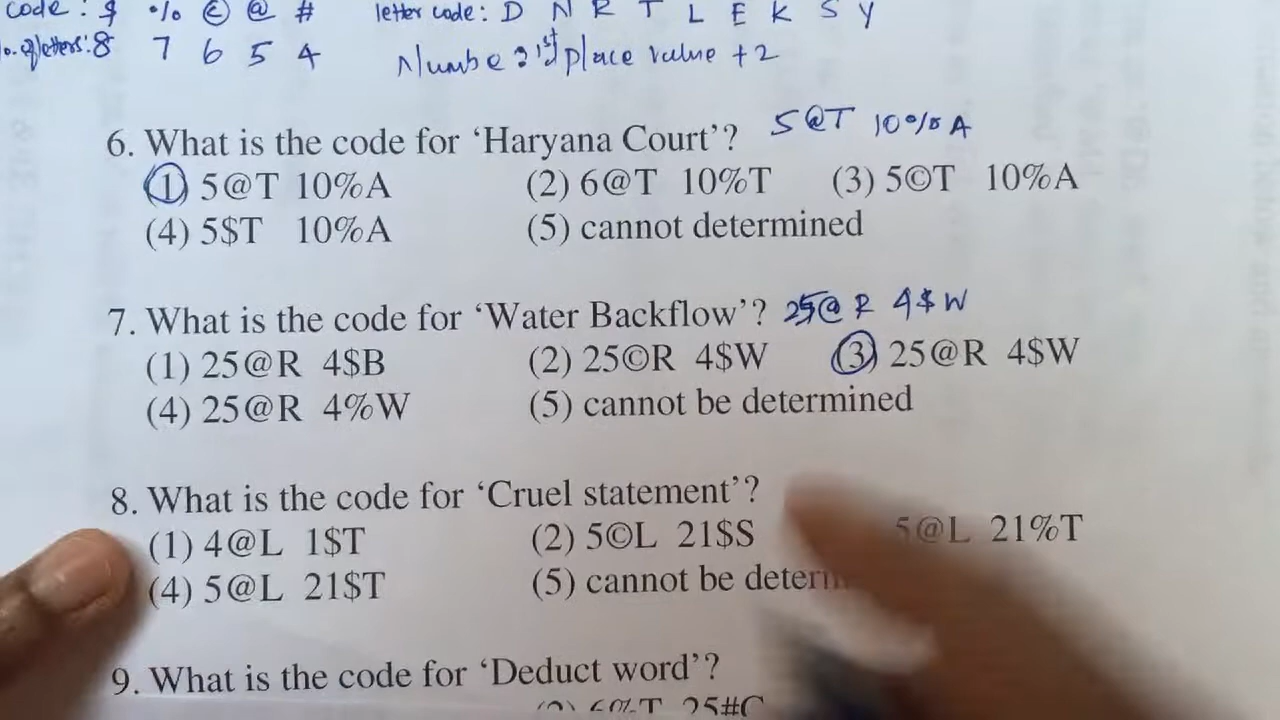 code : $ % © @ # letter code: D N R T L E K S Y
o. of letters: 8 7 6 5 4 Number : 1st place value +2
6. What is the code for ‘Haryana Court’? 5@T 10%A
(1) 5@T 10%A (2) 6@T 10%T (3) 5©T 10%A
(4) 5$T 10%A (5) cannot determined
7. What is the code for ‘Water Backflow’? 25@R 4$W
(1) 25@R 4$B (2) 25©R 4$W (3) 25@R 4$W
(4) 25@R 4%W (5) cannot be determined
8. What is the code for ‘Cruel statement’?
(1) 4@L 1$T (2) 5©L 21$S 5@L 21%T
(4) 5@L 21$T (5) cannot be
9. What is the code for ‘Deduct word’?